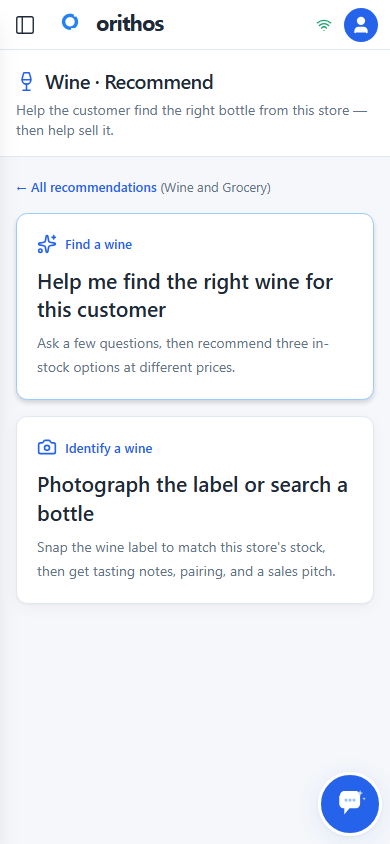 orithos
Wine · Recommend
Help the customer find the right bottle from this store —
then help sell it.
← All recommendations (Wine and Grocery)
Find a wine
Help me find the right wine for
this customer
Ask a few questions, then recommend three in-
stock options at different prices.
Identify a wine
Photograph the label or search a
bottle
Snap the wine label to match this store's stock,
then get tasting notes, pairing, and a sales pitch.